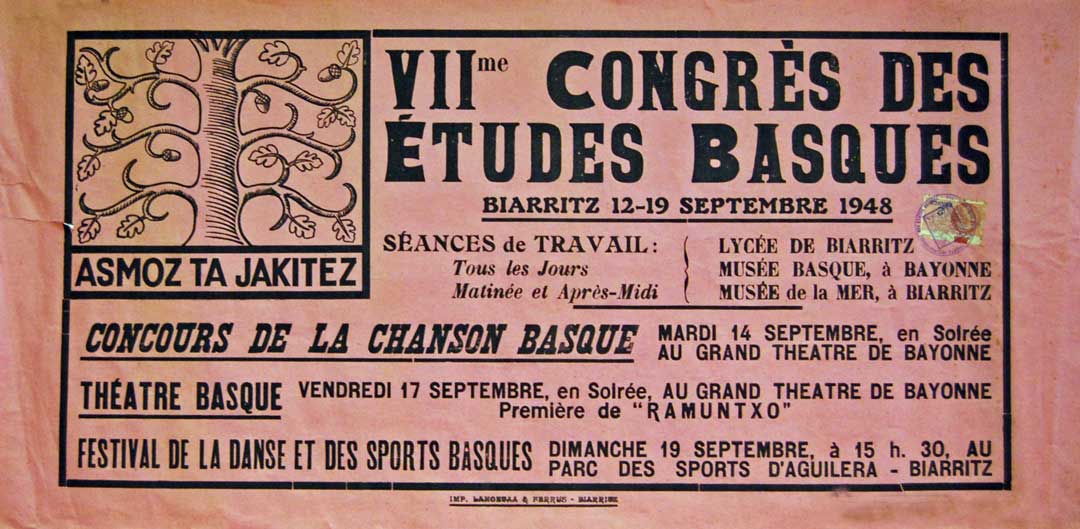 VIIme CONGRÈS DES
ÉTUDES BASQUES
BIARRITZ 12-19 SEPTEMBRE 1948
ASMOZ TA JAKITEZ
SÉANCES de TRAVAIL :
Tous les Jours
Matinée et Après-Midi
LYCÉE DE BIARRITZ
MUSÉE BASQUE, à BAYONNE
MUSÉE de la MER, à BIARRITZ
CONCOURS DE LA CHANSON BASQUE
MARDI 14 SEPTEMBRE, en Soirée
AU GRAND THEATRE DE BAYONNE
THÉATRE BASQUE
VENDREDI 17 SEPTEMBRE, en Soirée, AU GRAND THEATRE DE BAYONNE
Première de "RAMUNTXO"
FESTIVAL DE LA DANSE ET DES SPORTS BASQUES
DIMANCHE 19 SEPTEMBRE, à 15 h. 30, AU
PARC DES SPORTS D'AGUILERA - BIARRITZ
IMP. & FERRUS - BIARRITZ